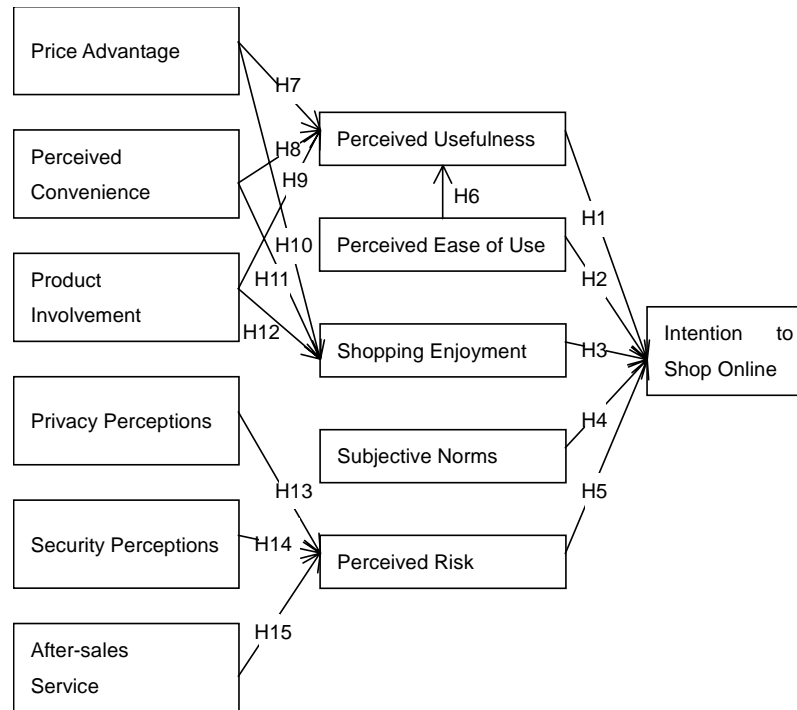 Price Advantage
H7
Perceived Usefulness
Perceived
Convenience
H8
H9
H6
H1
Perceived Ease of Use
H10
H2
H11
Product
Involvement
H12
Shopping Enjoyment
H3
Intention to
Shop Online
Privacy Perceptions
H4
Subjective Norms
H13
H5
Security Perceptions
H14
Perceived Risk
H15
After-sales
Service